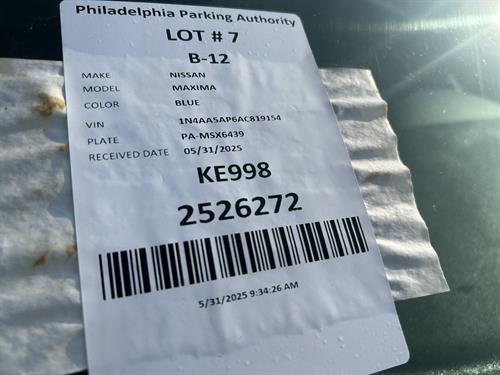 Philadelphia Parking Authority
LOT # 7
B-12
MAKE NISSAN
MODEL MAXIMA
COLOR BLUE
VIN 1N4AA5AP6AC819154
PLATE PA-MSX6439
RECEIVED DATE 05/31/2025
KE998
2526272
5/31/2025 9:34:26 AM